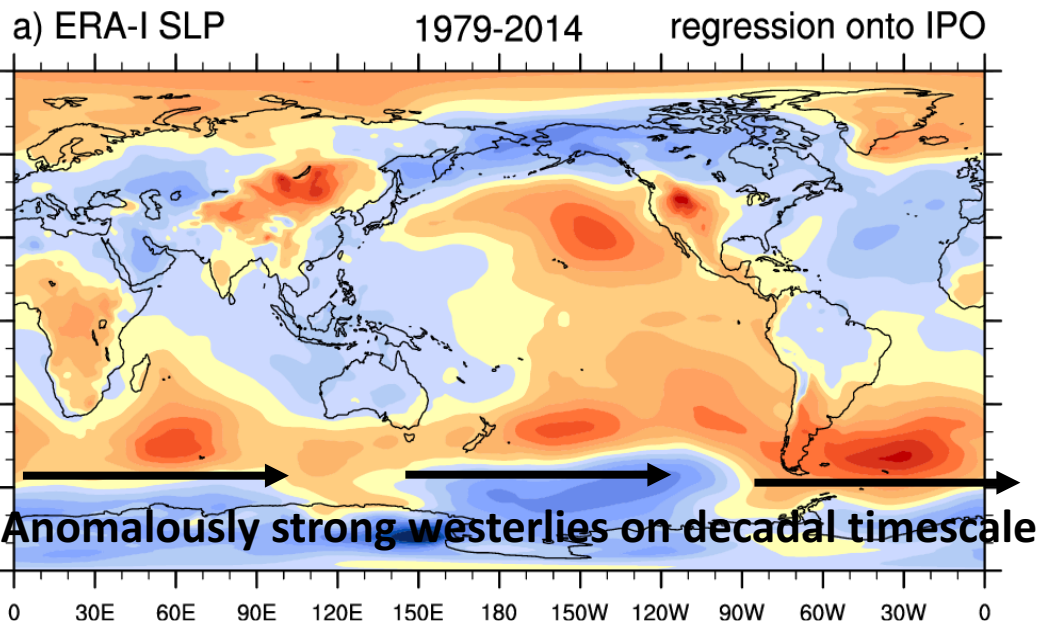 a) ERA-I SLP 1979-2014 regression onto IPO
Anomalously strong westerlies on decadal timescale
0 30E 60E 90E 120E 150E 180 150W 120W 90W 60W 30W 0